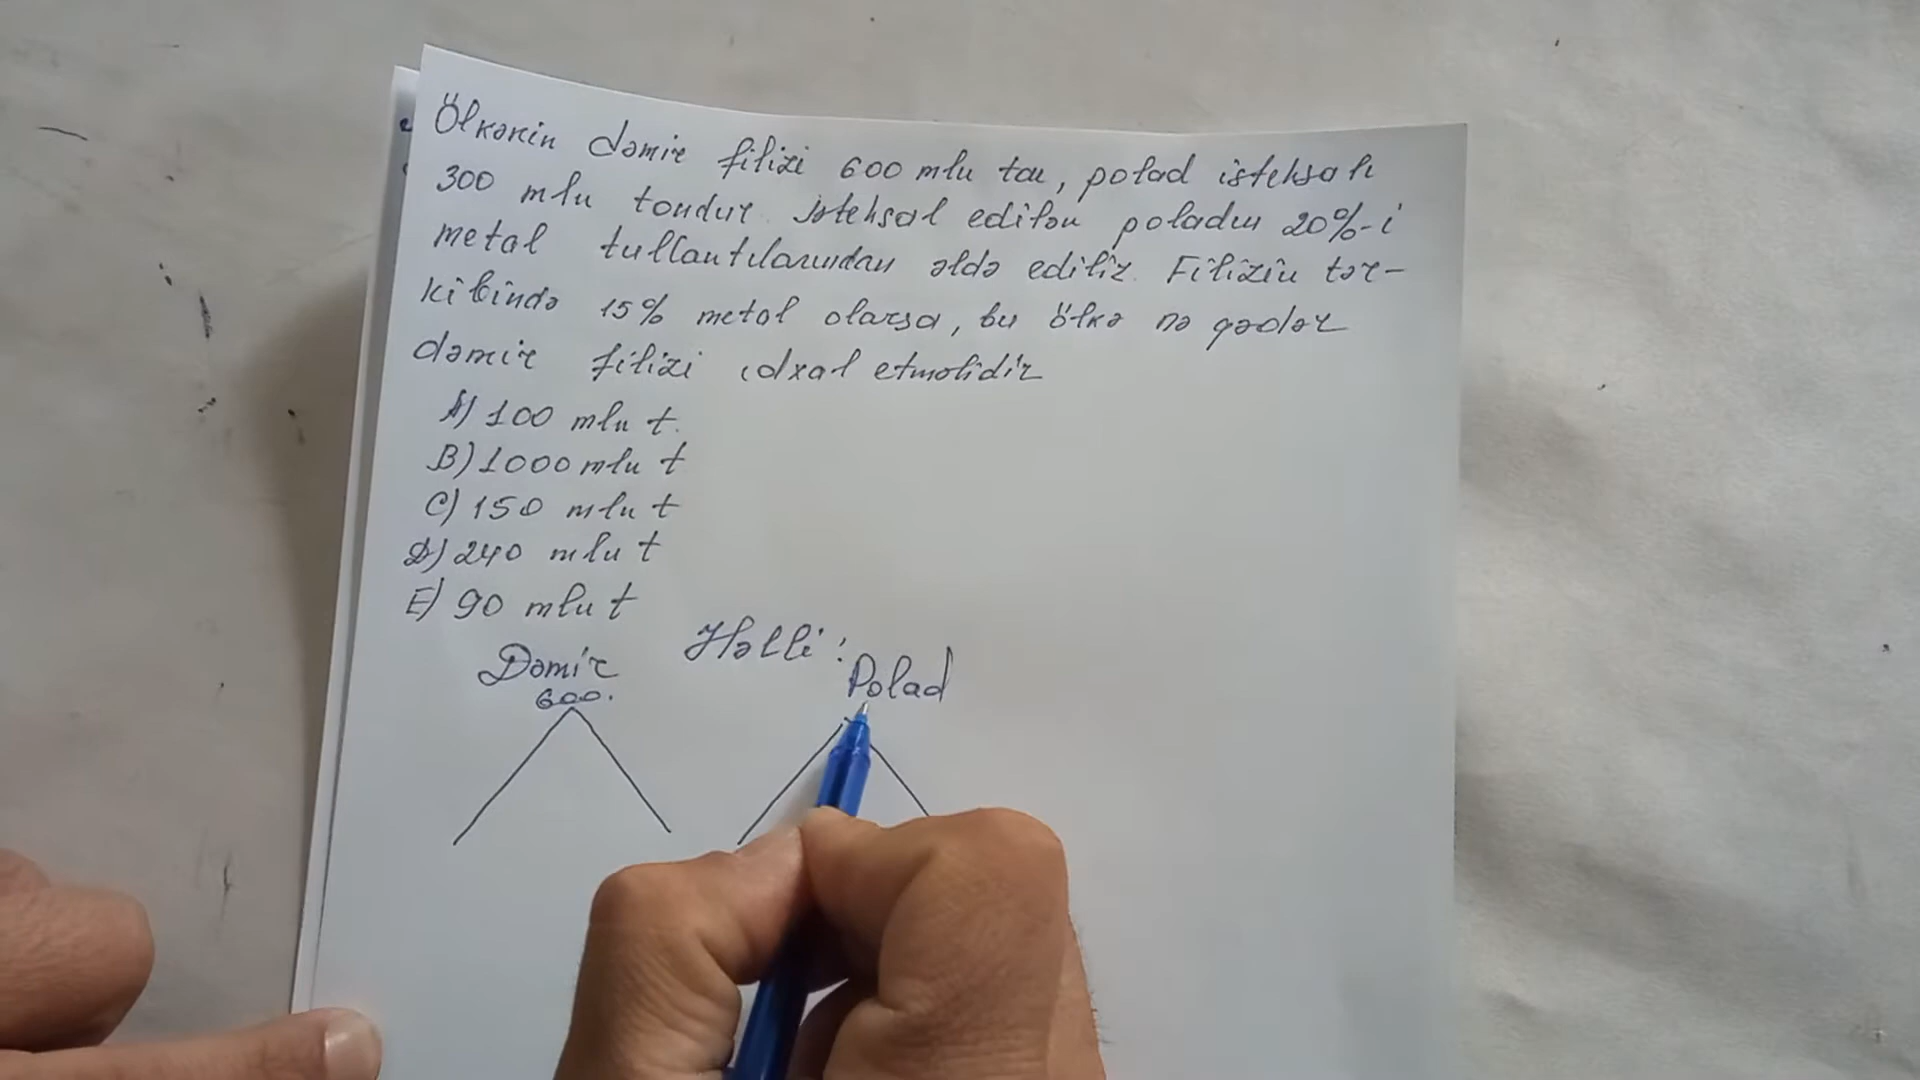 Ölkənin dəmir filizi 600 mln ton, polad istehsalı
300 mln tondur. İstehsal edilən poladın 20%-i
metal tullantılarından əldə edilir. Filizin tər-
kibində 15% metal olarsa, bu ölkə nə qədər
dəmir filizi idxal etməlidir
A) 100 mln t.
B) 1000 mln t
C) 150 mln t
D) 240 mln t
E) 90 mln t
Həlli:
Dəmir
Polad
600.